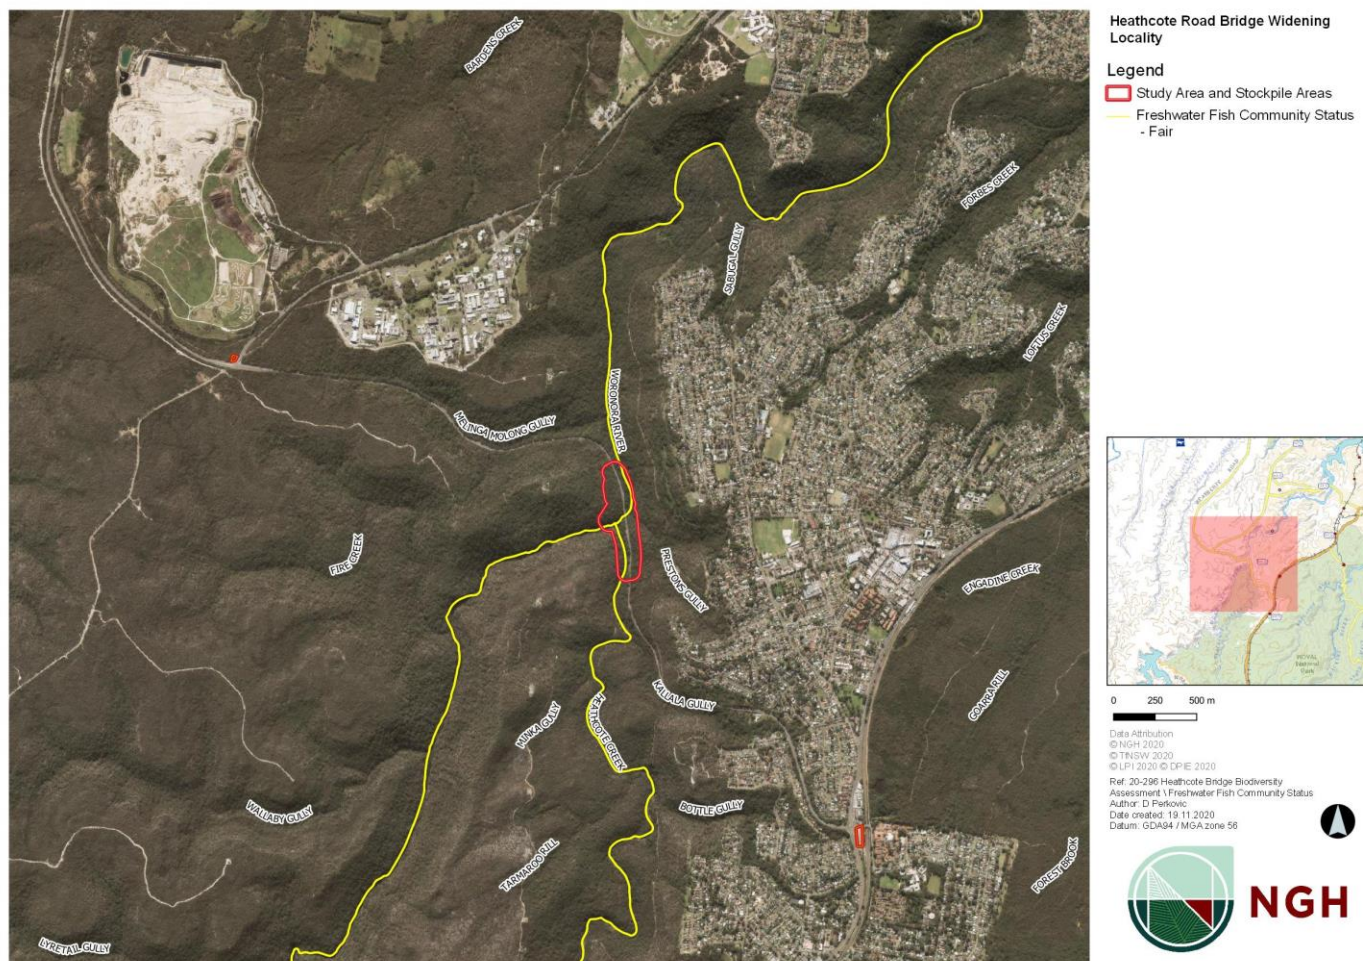 Heathcote Road Bridge Widening
Locality
Legend
Study Area and Stockpile Areas
Freshwater Fish Community Status
- Fair
BARDENS CREEK
FORBES CREEK
SABUGAL GULLY
LOFTUS CREEK
WORONORA RIVER
MELINGA MOLONG GULLY
FIRE CREEK
PRESTONS GULLY
ENGADINE CREEK
GOARRA RILL
KALLALA GULLY
MINKA GULLY
HEATHCOTE CREEK
WALLABY GULLY
BOTTLE GULLY
TARMAROO RILL
FOREST BROOK
LYRETAIL GULLY
0 250 500 m
Data Attribution
© NGH 2020
© TfNSW 2020
© LPI 2020 © DPIE 2020
Ref: 20-296 Heathcote Bridge Biodiversity
Assessment \ Freshwater Fish Community Status
Author: D Perkovic
Date created: 19.11.2020
Datum: GDA94 / MGA zone 56
NGH